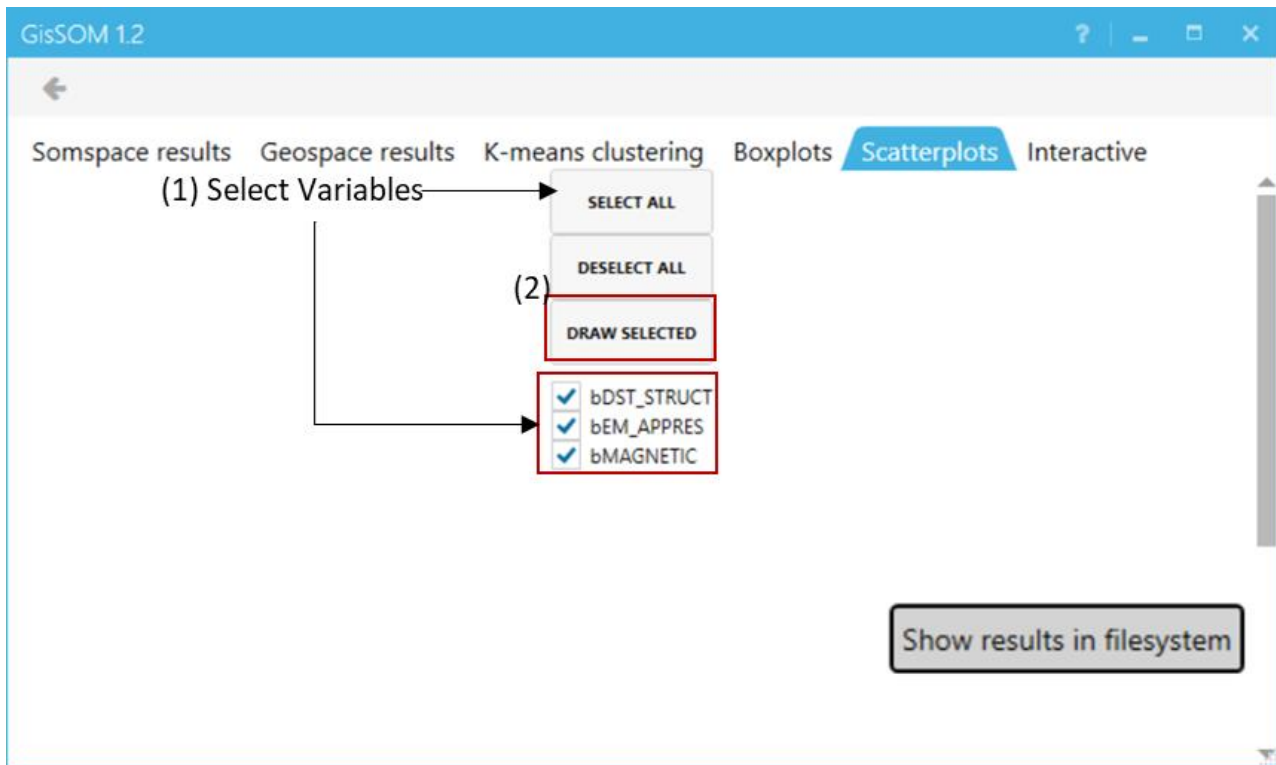 GisSOM 1.2
?
Somspace results Geospace results K-means clustering Boxplots Scatterplots Interactive
(1) Select Variables
SELECT ALL
DESELECT ALL
(2)
DRAW SELECTED
bDST_STRUCT
bEM_APPRES
bMAGNETIC
Show results in filesystem